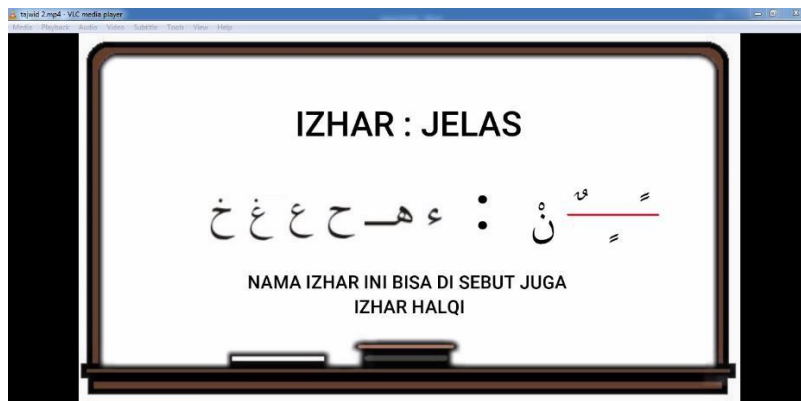 tajwid 2.mp4 - VLC media player
Media Playback Audio Video Subtitle Tools View Help
IZHAR : JELAS
ـًـ ـٌـ ـٍـ نْ : ء هـ ح ع غ خ
NAMA IZHAR INI BISA DI SEBUT JUGA
IZHAR HALQI